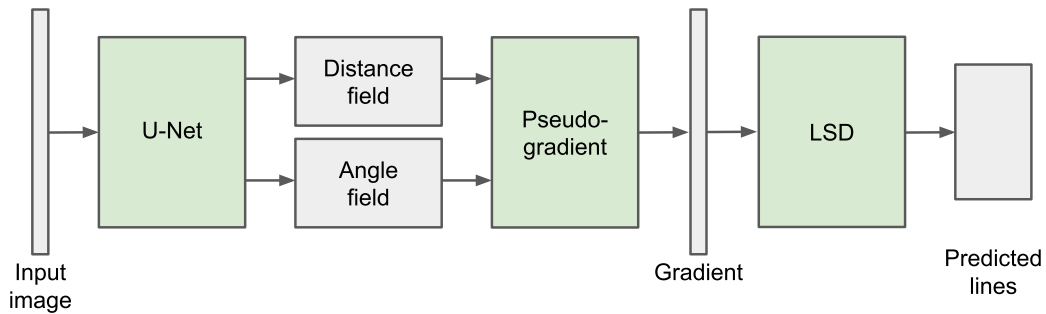 U-Net
Distance
field
Angle
field
Pseudo-
gradient
LSD
Input
image
Gradient
Predicted
lines